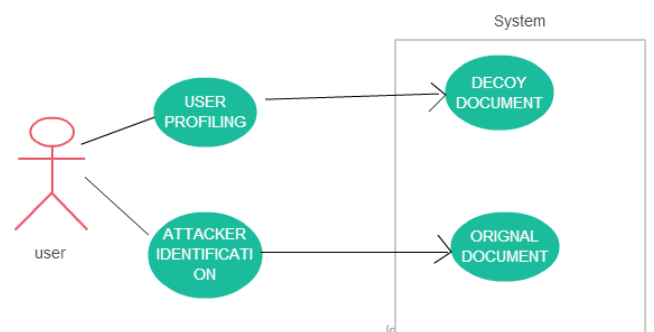 System
USER
PROFILING
DECOY
DOCUMENT
user
ATTACKER
IDENTIFICATI
ON
ORIGNAL
DOCUMENT